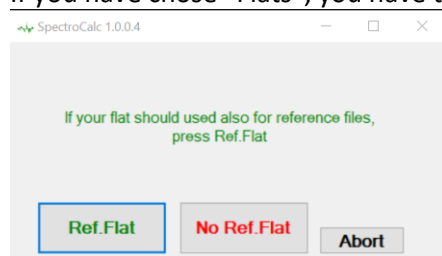 SpectroCalc 1.0.0.4
If your flat should used also for reference files,
press Ref.Flat
Ref.Flat
No Ref.Flat
Abort